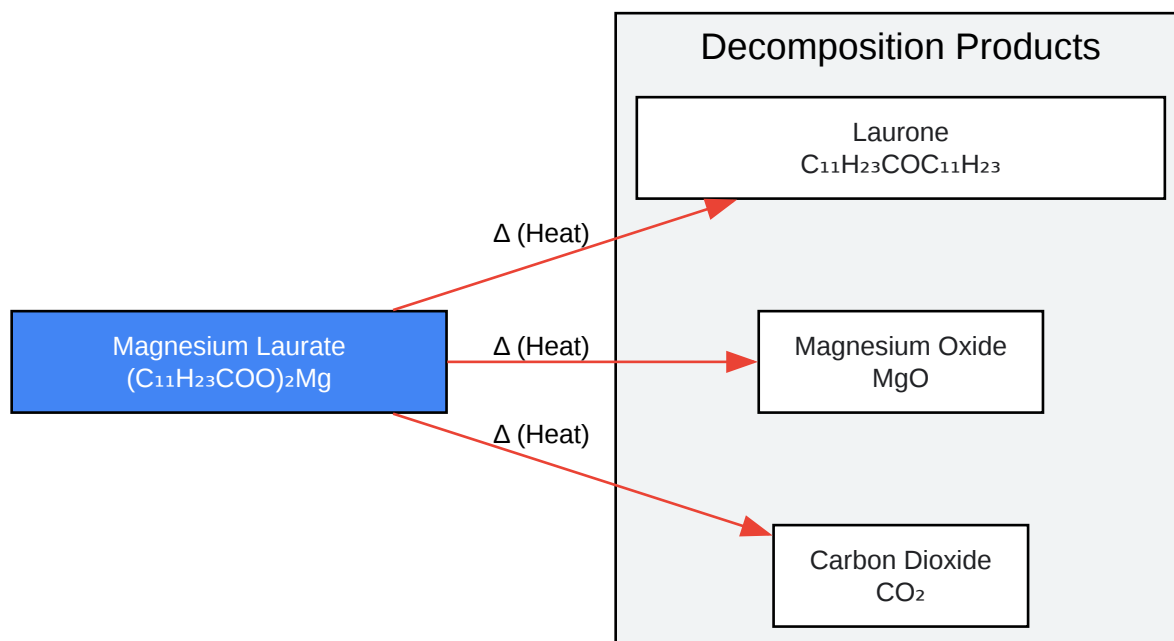 Decomposition Products
Laurone
C₁₁H₂₃COC₁₁H₂₃
Δ (Heat)
Magnesium Laurate
(C₁₁H₂₃COO)₂Mg
Δ (Heat)
Magnesium Oxide
MgO
Δ (Heat)
Carbon Dioxide
CO₂